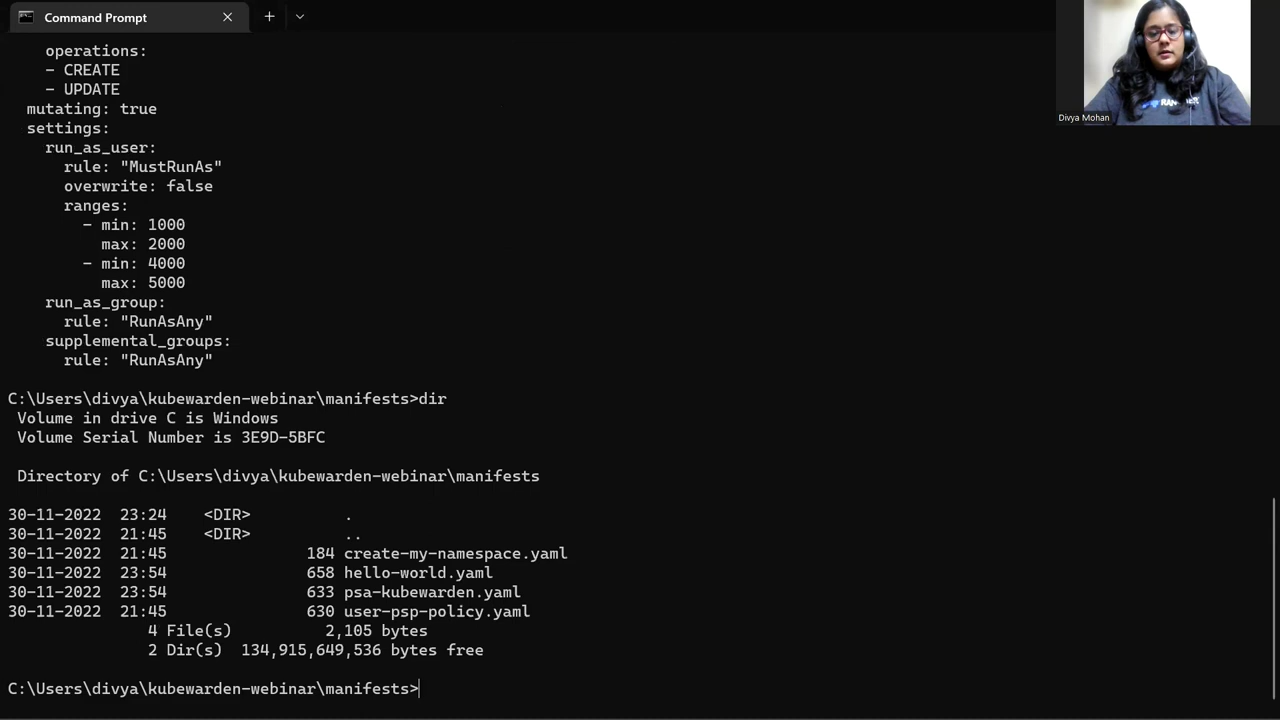 Command Prompt
operations:
- CREATE
- UPDATE
mutating: true
settings:
run_as_user:
rule: "MustRunAs"
overwrite: false
ranges:
- min: 1000
max: 2000
- min: 4000
max: 5000
run_as_group:
rule: "RunAsAny"
supplemental_groups:
rule: "RunAsAny"
C:\Users\divya\kubewarden-webinar\manifests>dir
Volume in drive C is Windows
Volume Serial Number is 3E9D-5BFC
Directory of C:\Users\divya\kubewarden-webinar\manifests
30-11-2022 23:24 <DIR> .
30-11-2022 21:45 <DIR> ..
30-11-2022 21:45 184 create-my-namespace.yaml
30-11-2022 23:54 658 hello-world.yaml
30-11-2022 23:54 633 psa-kubewarden.yaml
30-11-2022 21:45 630 user-psp-policy.yaml
4 File(s) 2,105 bytes
2 Dir(s) 134,915,649,536 bytes free
C:\Users\divya\kubewarden-webinar\manifests>
Divya Mohan